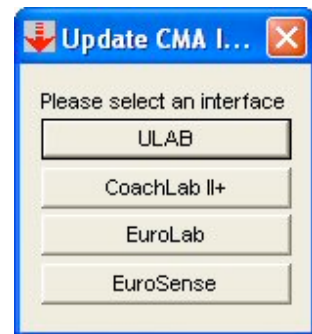 Update CMA I...
Please select an interface
ULAB
CoachLab II+
EuroLab
EuroSense